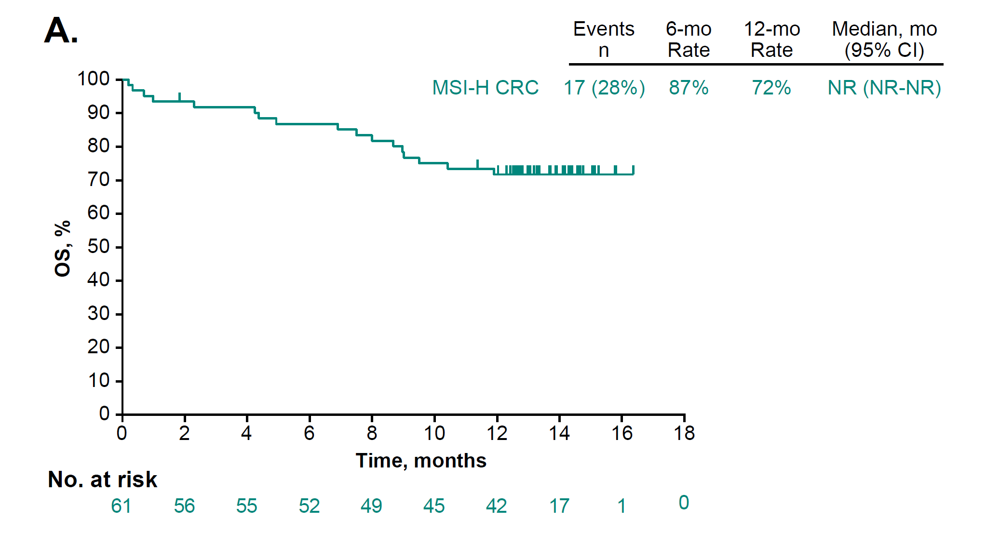 A.
Events 6-mo 12-mo Median, mo
n Rate Rate (95% CI)
MSI-H CRC 17 (28%) 87% 72% NR (NR-NR)
100
90
80
70
60
50
40
30
20
10
0
OS, %
0 2 4 6 8 10 12 14 16 18
Time, months
No. at risk
61 56 55 52 49 45 42 17 1 0